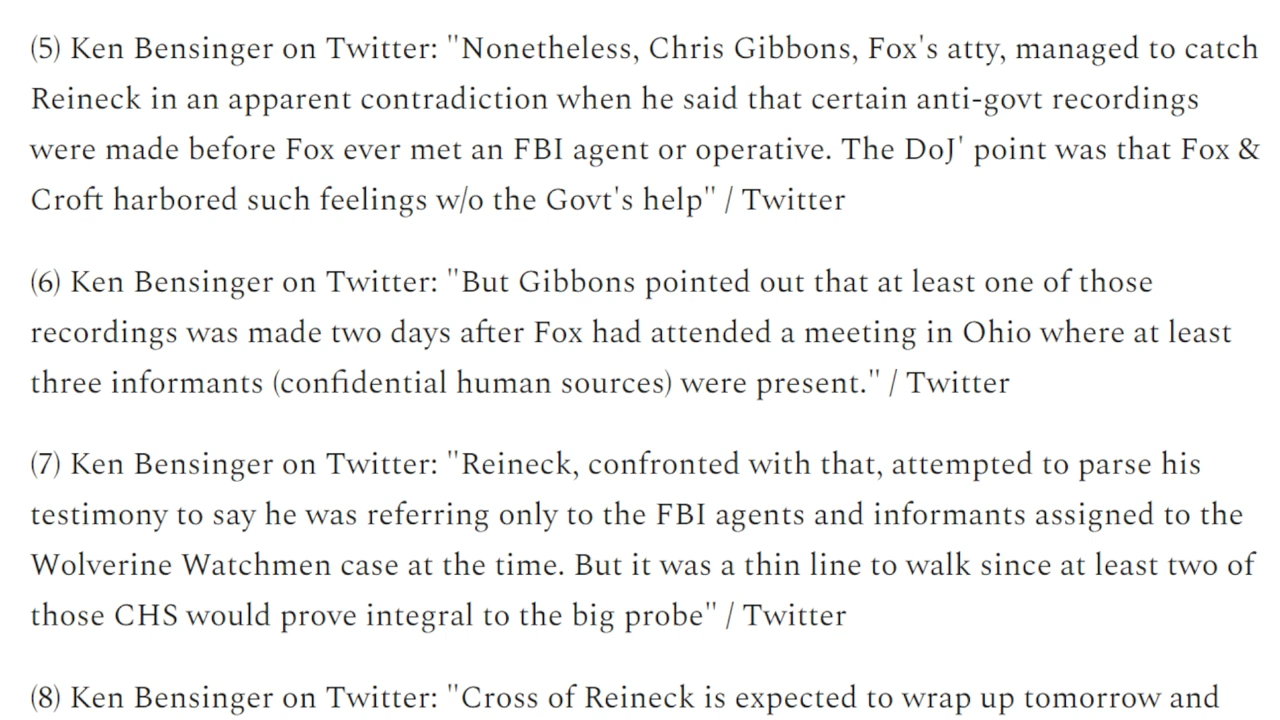 (5) Ken Bensinger on Twitter: "Nonetheless, Chris Gibbons, Fox's atty, managed to catch
Reineck in an apparent contradiction when he said that certain anti-govt recordings
were made before Fox ever met an FBI agent or operative. The DoJ' point was that Fox &
Croft harbored such feelings w/o the Govt's help" / Twitter
(6) Ken Bensinger on Twitter: "But Gibbons pointed out that at least one of those
recordings was made two days after Fox had attended a meeting in Ohio where at least
three informants (confidential human sources) were present." / Twitter
(7) Ken Bensinger on Twitter: "Reineck, confronted with that, attempted to parse his
testimony to say he was referring only to the FBI agents and informants assigned to the
Wolverine Watchmen case at the time. But it was a thin line to walk since at least two of
those CHS would prove integral to the big probe" / Twitter
(8) Ken Bensinger on Twitter: "Cross of Reineck is expected to wrap up tomorrow and